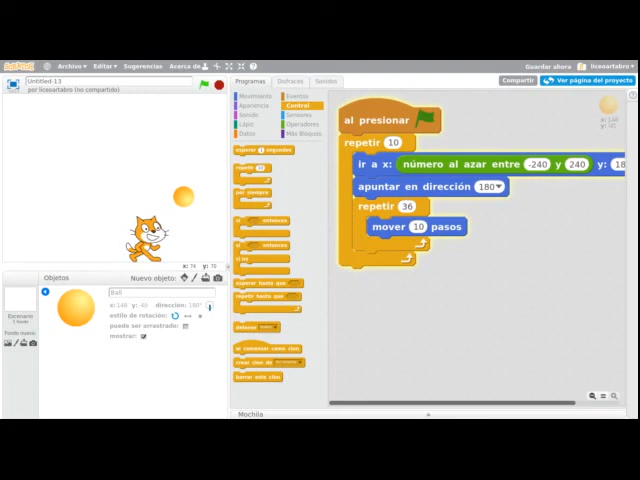 SCRATCH Archivo Editar Sugerencias Acerca de Guardar ahora liceoartabro
Untitled-13
por liceoartabro (no compartido)
Programas Disfraces Sonidos
Compartir Ver página del proyecto
Movimiento Eventos
Apariencia Control
Sonido Sensores
Lápiz Operadores
Datos Más Bloques
esperar 1 segundos
repetir 10
por siempre
si entonces
si entonces
si no
esperar hasta que
repetir hasta que
detener
al comenzar como clon
crear clon de
borrar este clon
al presionar
repetir 10
ir a x: número al azar entre -240 y 240 y: 18
apuntar en dirección 180
repetir 36
mover 10 pasos
x: 148
x: 74 y: 70
Objetos Nuevo objeto:
Escenario
Fondo nuevo:
Ball
x: 148 dirección: 180°
estilo de rotación:
puede ser arrastrado:
mostrar:
Mochila